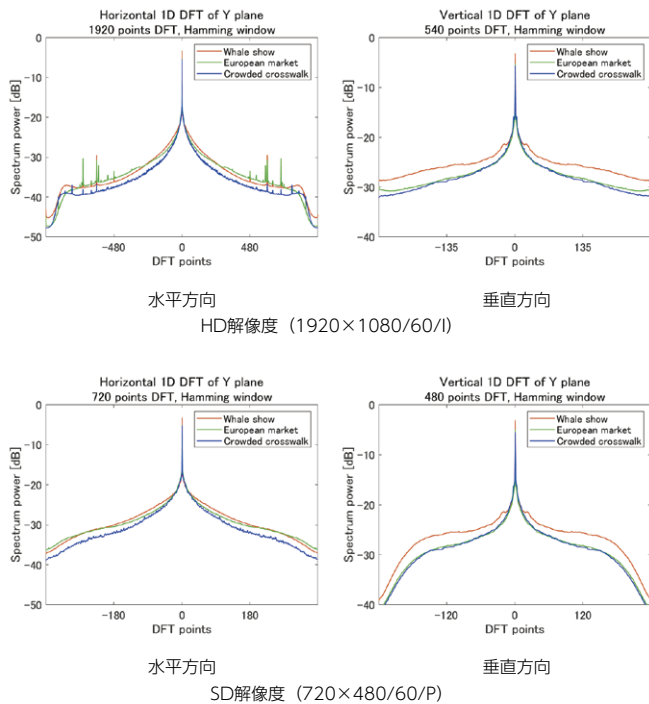 Horizontal 1D DFT of Y plane
1920 points DFT, Hamming window
Spectrum power [dB]
0
−10
−20
−30
−40
−50
−480
0
480
DFT points
Whale show
European market
Crowded crosswalk
水平方向
Vertical 1D DFT of Y plane
540 points DFT, Hamming window
Spectrum power [dB]
0
−10
−20
−30
−40
−135
0
135
DFT points
Whale show
European market
Crowded crosswalk
垂直方向
HD解像度（1920×1080/60/I）
Horizontal 1D DFT of Y plane
720 points DFT, Hamming window
Spectrum power [dB]
0
−10
−20
−30
−40
−50
−180
0
180
DFT points
Whale show
European market
Crowded crosswalk
水平方向
Vertical 1D DFT of Y plane
480 points DFT, Hamming window
Spectrum power [dB]
0
−10
−20
−30
−40
−120
0
120
DFT points
Whale show
European market
Crowded crosswalk
垂直方向
SD解像度（720×480/60/P）